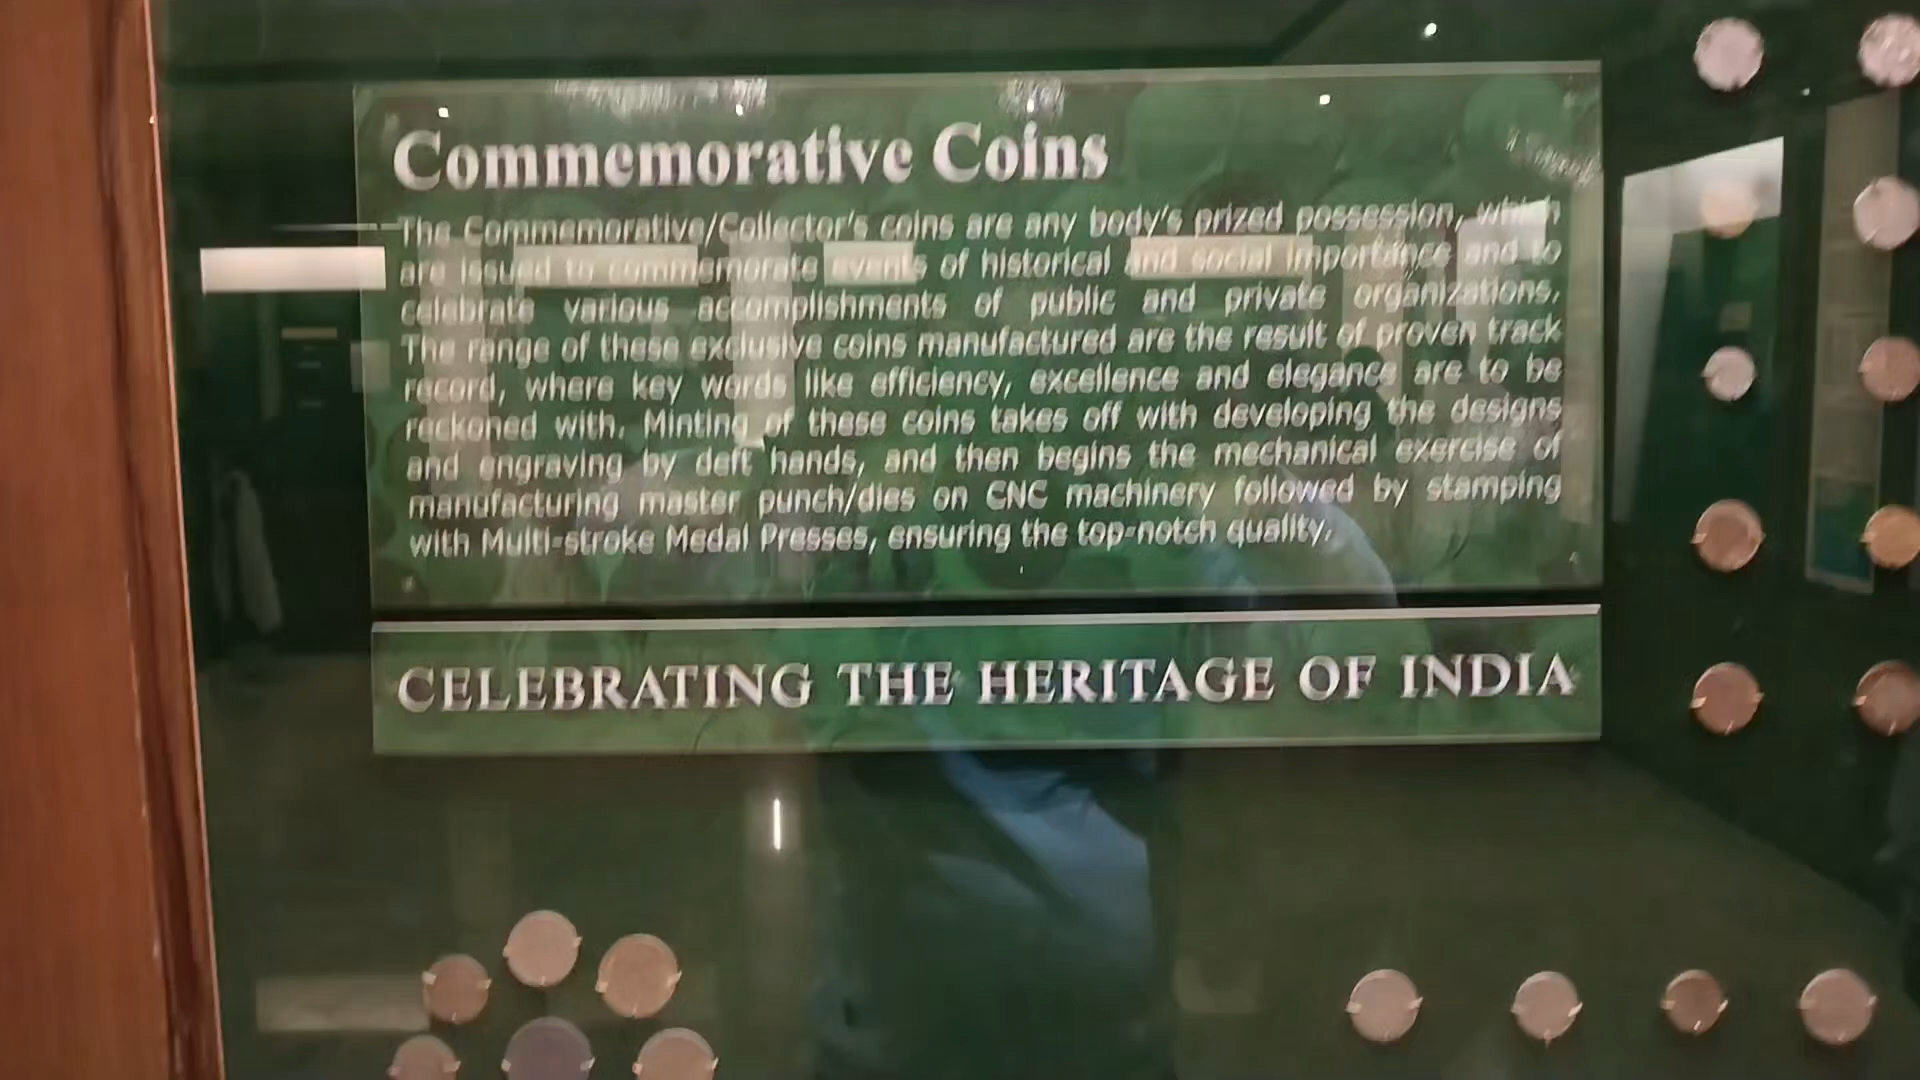 Commemorative Coins
The Commemorative/Collector's coins are any body's prized possession, which
are issued to commemorate events of historical and social importance and to
celebrate various accomplishments of public and private organizations.
The range of these exclusive coins manufactured are the result of proven track
record, where key words like efficiency, excellence and elegance are to be
reckoned with. Minting of these coins takes off with developing the designs
and engraving by deft hands, and then begins the mechanical exercise of
manufacturing master punch/dies on CNC machinery followed by stamping
with Multi-stroke Medal Presses, ensuring the top-notch quality.
CELEBRATING THE HERITAGE OF INDIA